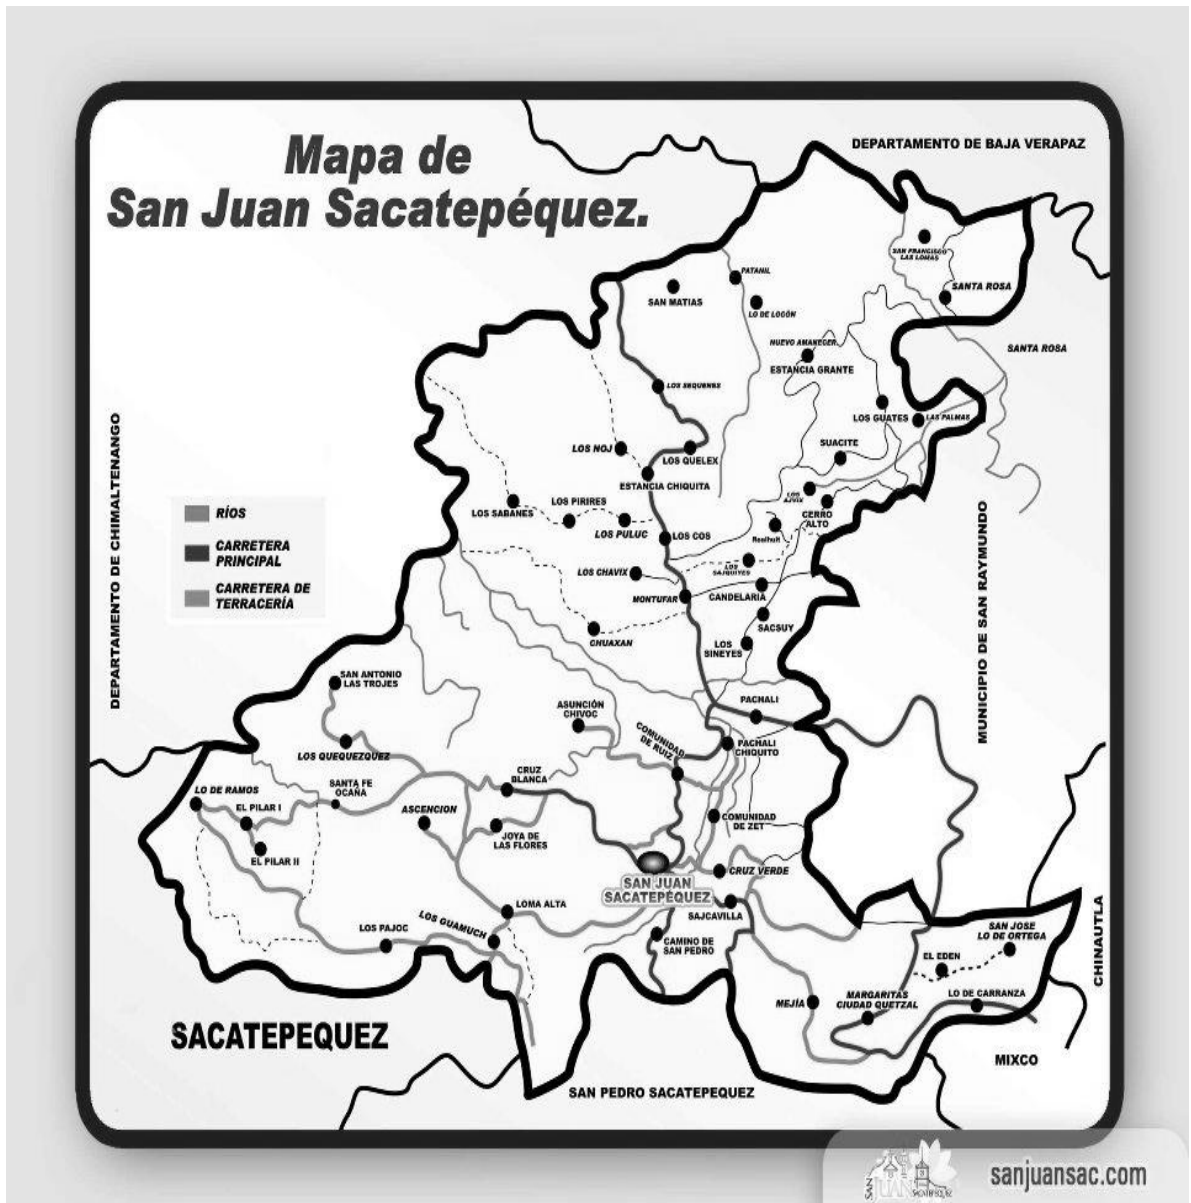 Mapa de
San Juan Sacatepéquez.
DEPARTAMENTO DE BAJA VERAPAZ
SAN FRANCISCO
LAS LOMAS
SANTA ROSA
PATANIL
SAN MATIAS
LO DE LOGÓN
SANTA ROSA
NUEVO AMANECER
ESTANCIA GRANTE
LOS SEQUENES
LOS GUATES
LAS PALMAS
DEPARTAMENTO DE CHIMALTENANGO
SUACITE
LOS NOJ
LOS QUELEX
ESTANCIA CHIQUITA
LOS AJVIX
CERRO
ALTO
LOS SABANES
LOS PIRIRES
LOS PULUC
LOS COS
Realhuit
RÍOS
CARRETERA
PRINCIPAL
CARRETERA DE
TERRACERÍA
LOS CHAVIX
LOS
SAJQUIYES
MONTUFAR
CANDELARIA
SACSUY
CHUAXAN
LOS
SINEYES
MUNICIPIO DE SAN RAYMUNDO
SAN ANTONIO
LAS TROJES
ASUNCIÓN
CHIVOC
PACHALI
COMUNIDAD
DE RUIZ
PACHALI
CHIQUITO
LOS QUEQUEZQUEZ
CRUZ
BLANCA
SANTA FE
OCAÑA
LO DE RAMOS
EL PILAR I
ASCENCION
COMUNIDAD
DE ZET
JOYA DE
LAS FLORES
EL PILAR II
CRUZ VERDE
SAN JUAN
SACATEPÉQUEZ
LOMA ALTA
SAJCAVILLA
LOS GUAMUCH
LOS PAJOC
CAMINO DE
SAN PEDRO
SAN JOSE
LO DE ORTEGA
EL EDEN
CHINAUTLA
MEJÍA
MARGARITAS
CIUDAD QUETZAL
LO DE CARRANZA
SACATEPEQUEZ
MIXCO
SAN PEDRO SACATEPEQUEZ
SAN
JUAN
SACATEPÉQUEZ
sanjuansac.com